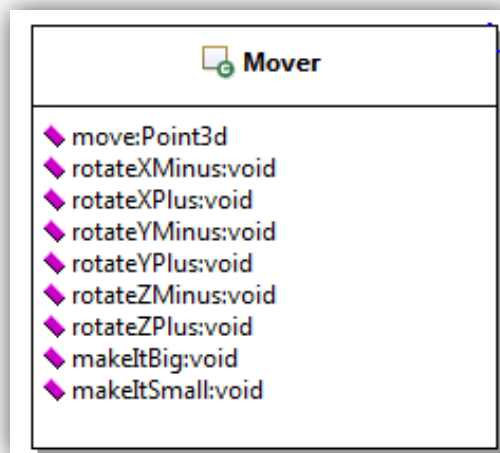 Mover
move:Point3d
rotateXMinus:void
rotateXPlus:void
rotateYMinus:void
rotateYPlus:void
rotateZMinus:void
rotateZPlus:void
makeItBig:void
makeItSmall:void